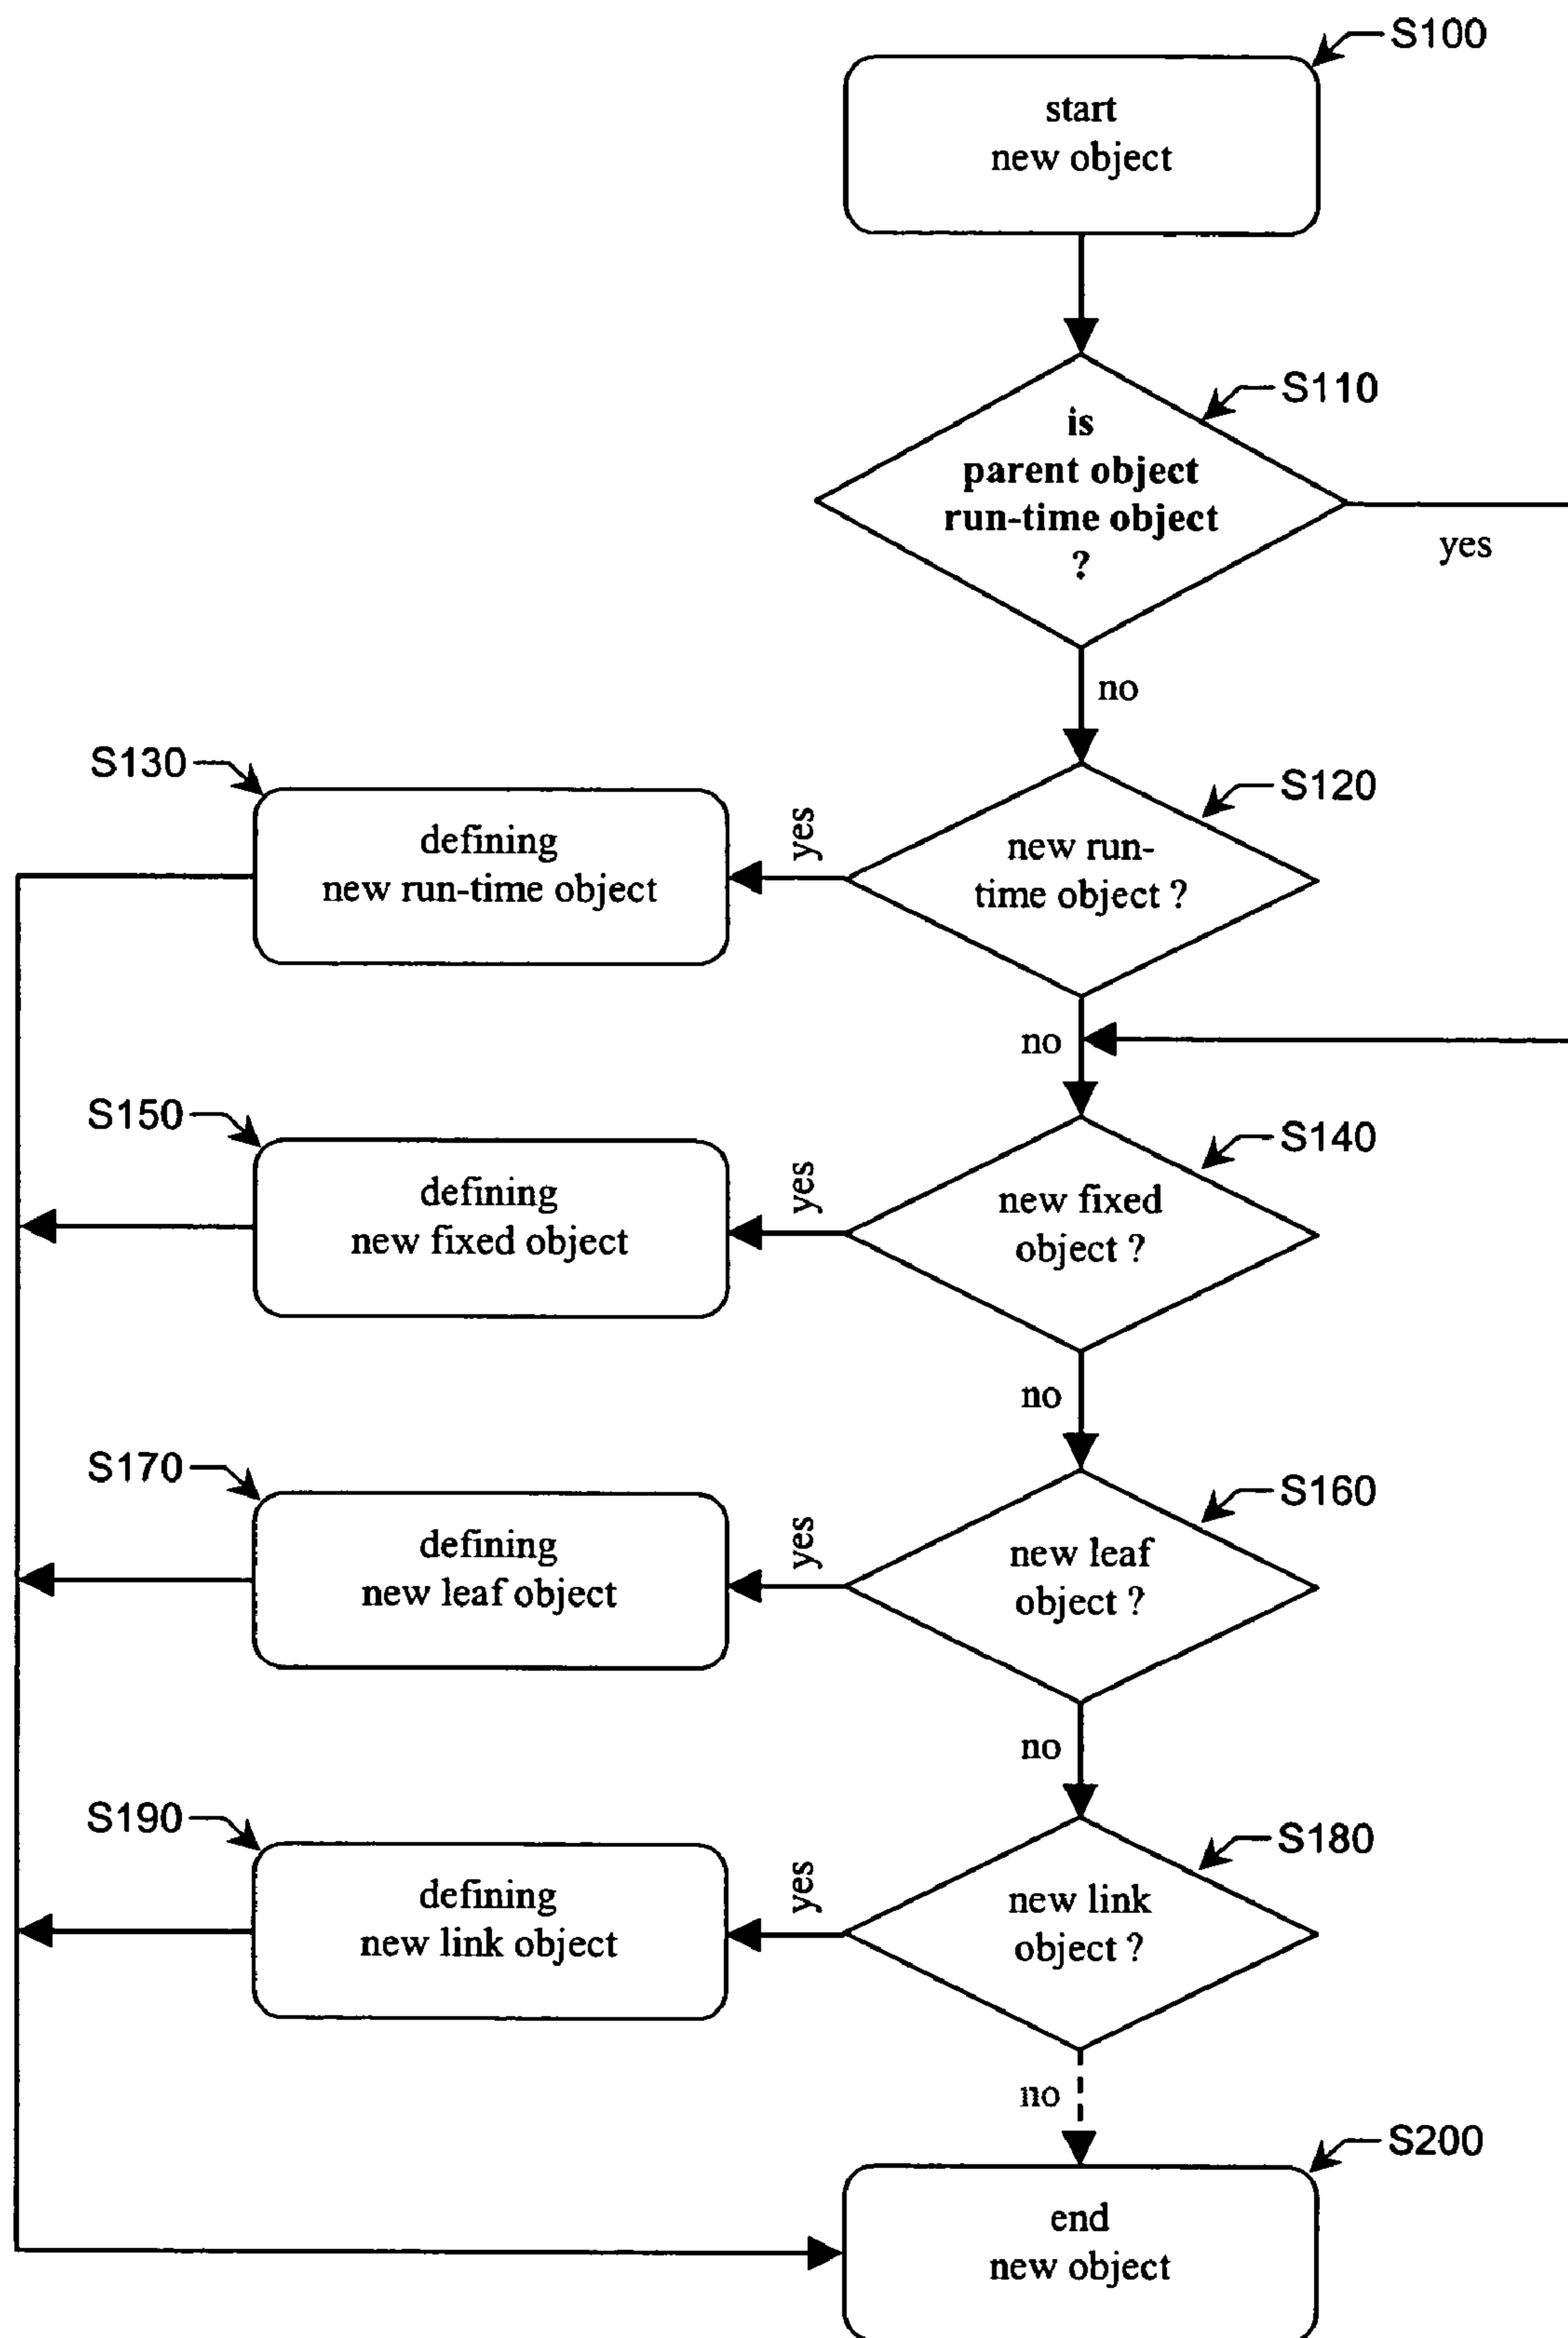 S100
start
new object
S110
is
parent object
run-time object
?
yes
no
S130
defining
new run-time object
yes
S120
new run-
time object ?
no
S150
defining
new fixed object
yes
S140
new fixed
object ?
no
S170
defining
new leaf object
yes
S160
new leaf
object ?
no
S190
defining
new link object
yes
S180
new link
object ?
no
S200
end
new object